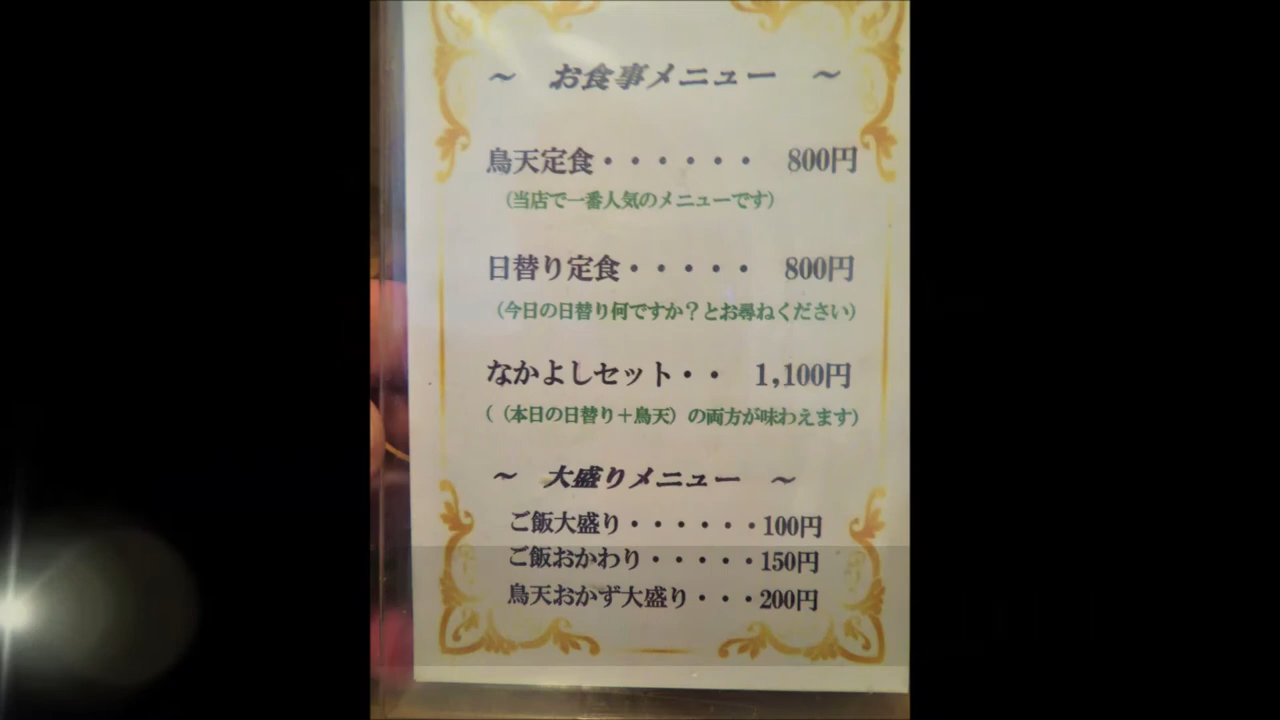 ～ お食事メニュー ～
鳥天定食・・・・・・ 800円
（当店で一番人気のメニューです）
日替り定食・・・・・ 800円
（今日の日替り何ですか？とお尋ねください）
なかよしセット・・ 1,100円
（（本日の日替り＋鳥天）の両方が味わえます）
～ 大盛りメニュー ～
ご飯大盛り・・・・・・100円
ご飯おかわり・・・・・150円
鳥天おかず大盛り・・・200円